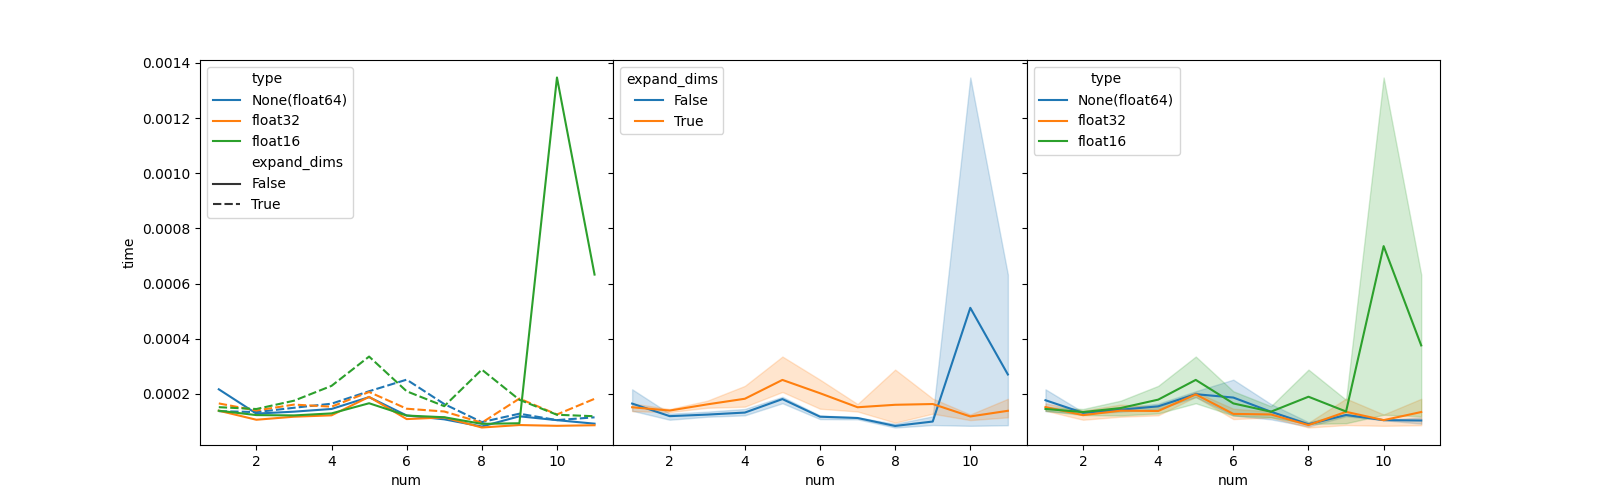 0.0014
0.0012
0.0010
0.0008
0.0006
0.0004
0.0002
time
type
None(float64)
float32
float16
expand_dims
False
True
2 4 6 8 10
num
expand_dims
False
True
2 4 6 8 10
num
type
None(float64)
float32
float16
2 4 6 8 10
num